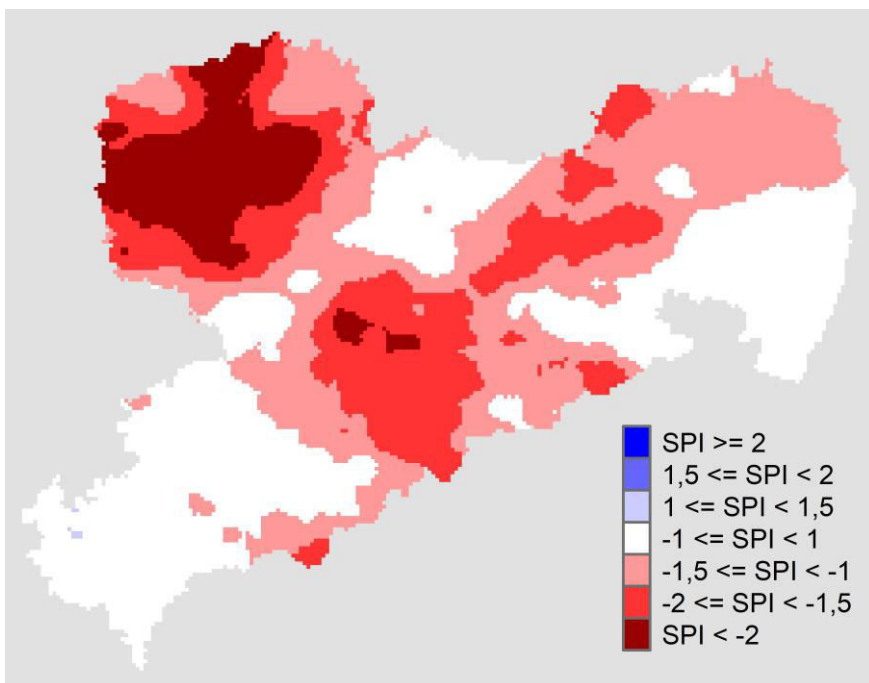 SPI >= 2
1,5 <= SPI < 2
1 <= SPI < 1,5
-1 <= SPI < 1
-1,5 <= SPI < -1
-2 <= SPI < -1,5
SPI < -2